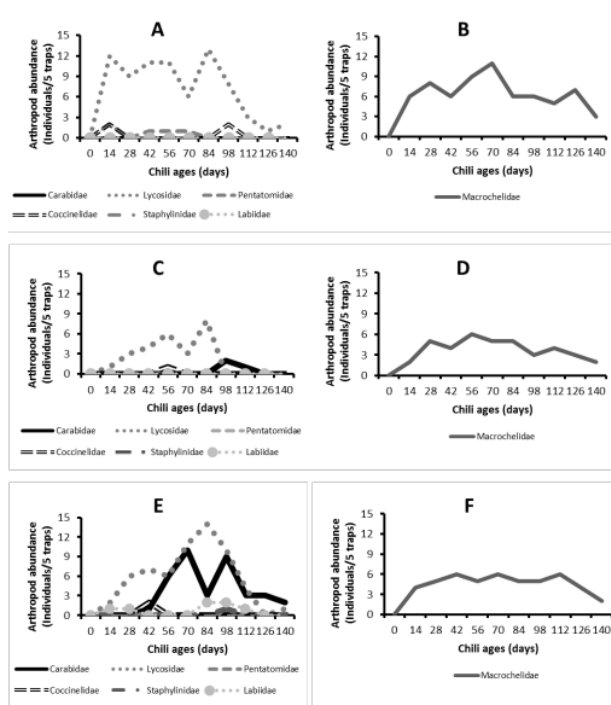 A
Arthropod abundance
(Individuals/5 traps)
15
12
9
6
3
0
0 14 28 42 56 70 84 98 112 126 140
Chili ages (days)
Carabidae Lycosidae Pentatomidae
Coccinelidae Staphylinidae Labiidae
B
Arthropod abundance
(Individuals/5 traps)
15
12
9
6
3
0
0 14 28 42 56 70 84 98 112 126 140
Chili ages (days)
Macrochelidae
C
Arthropod abundance
(Individuals/5 traps)
15
12
9
6
3
0
0 14 28 42 56 70 84 98 112126140
Chili ages (days)
Carabidae Lycosidae Pentatomidae
Coccinelidae Staphylinidae Labiidae
D
Arthropod abundance
(Individuals/5 traps)
15
12
9
6
3
0
0 14 28 42 56 70 84 98 112 126 140
Chili ages (days)
Macrochelidae
E
Arthropod abundance
(Individuals/5 traps)
15
12
9
6
3
0
0 14 28 42 56 70 84 98 112 126 140
Chili ages (days)
Carabidae Lycosidae Pentatomidae
Coccinelidae Staphylinidae Labiidae
F
Arthropod abundance
(Individuals/5 traps)
15
12
9
6
3
0
0 14 28 42 56 70 84 98 112 126 140
Chili ages (days)
Macrochelidae